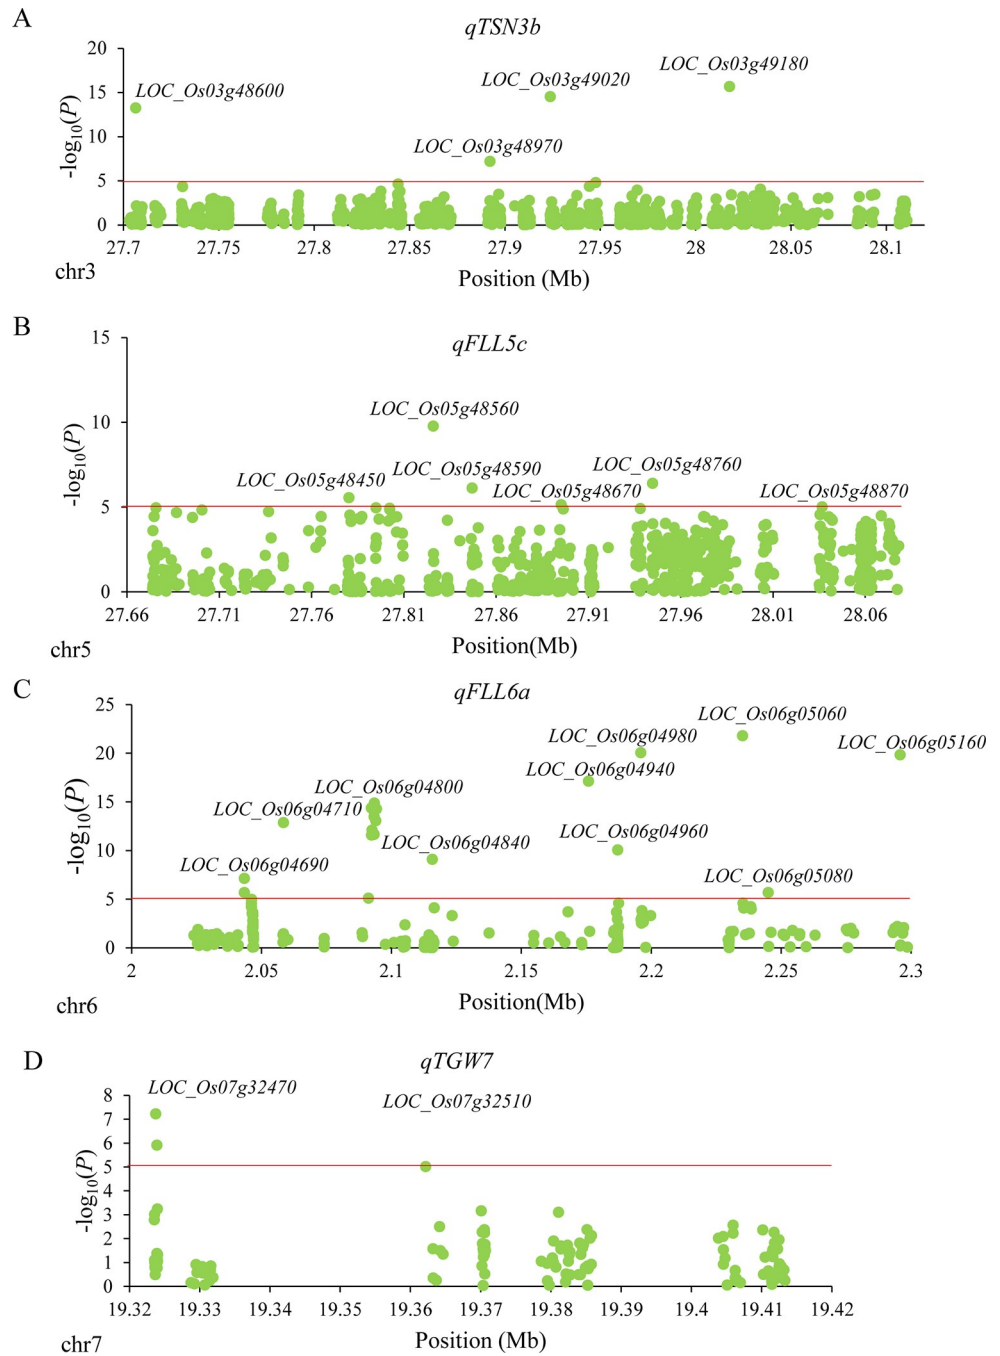 A
qTSN3b
20
15
10
5
0
-log10(P)
LOC_Os03g48600
LOC_Os03g48970
LOC_Os03g49020
LOC_Os03g49180
27.7 27.75 27.8 27.85 27.9 27.95 28 28.05 28.1
chr3
Position (Mb)
B
qFLL5c
15
10
5
0
-log10(P)
LOC_Os05g48450
LOC_Os05g48560
LOC_Os05g48590
LOC_Os05g48670
LOC_Os05g48760
LOC_Os05g48870
27.66 27.71 27.76 27.81 27.86 27.91 27.96 28.01 28.06
chr5
Position(Mb)
C
qFLL6a
25
20
15
10
5
0
-log10(P)
LOC_Os06g04690
LOC_Os06g04710
LOC_Os06g04800
LOC_Os06g04840
LOC_Os06g04940
LOC_Os06g04980
LOC_Os06g04960
LOC_Os06g05060
LOC_Os06g05080
LOC_Os06g05160
2 2.05 2.1 2.15 2.2 2.25 2.3
chr6
Position(Mb)
D
qTGW7
8
7
6
5
4
3
2
1
0
-log10(P)
LOC_Os07g32470
LOC_Os07g32510
19.32 19.33 19.34 19.35 19.36 19.37 19.38 19.39 19.4 19.41 19.42
chr7
Position (Mb)